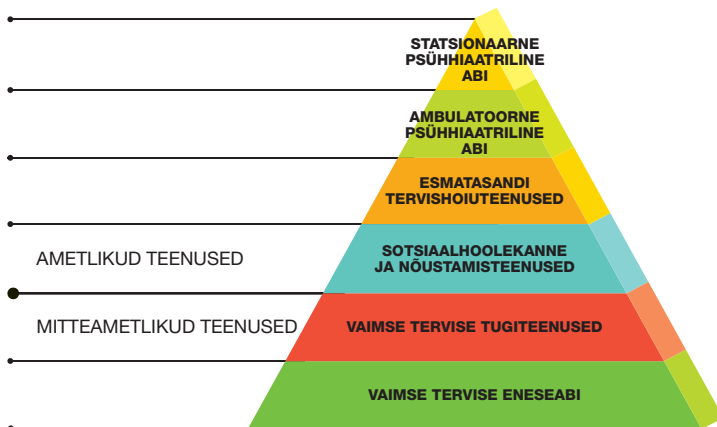 STATSIONAARNE
PSÜHHIAATRILINE
ABI
AMBULATOORNE
PSÜHHIAATRILINE
ABI
ESMATASANDI
TERVISHOIUTEENUSED
AMETLIKUD TEENUSED
SOTSIAALHOOLEKANNE
JA NÕUSTAMISTEENUSED
MITTEAMETLIKUD TEENUSED
VAIMSE TERVISE TUGITEENUSED
VAIMSE TERVISE ENESEABI